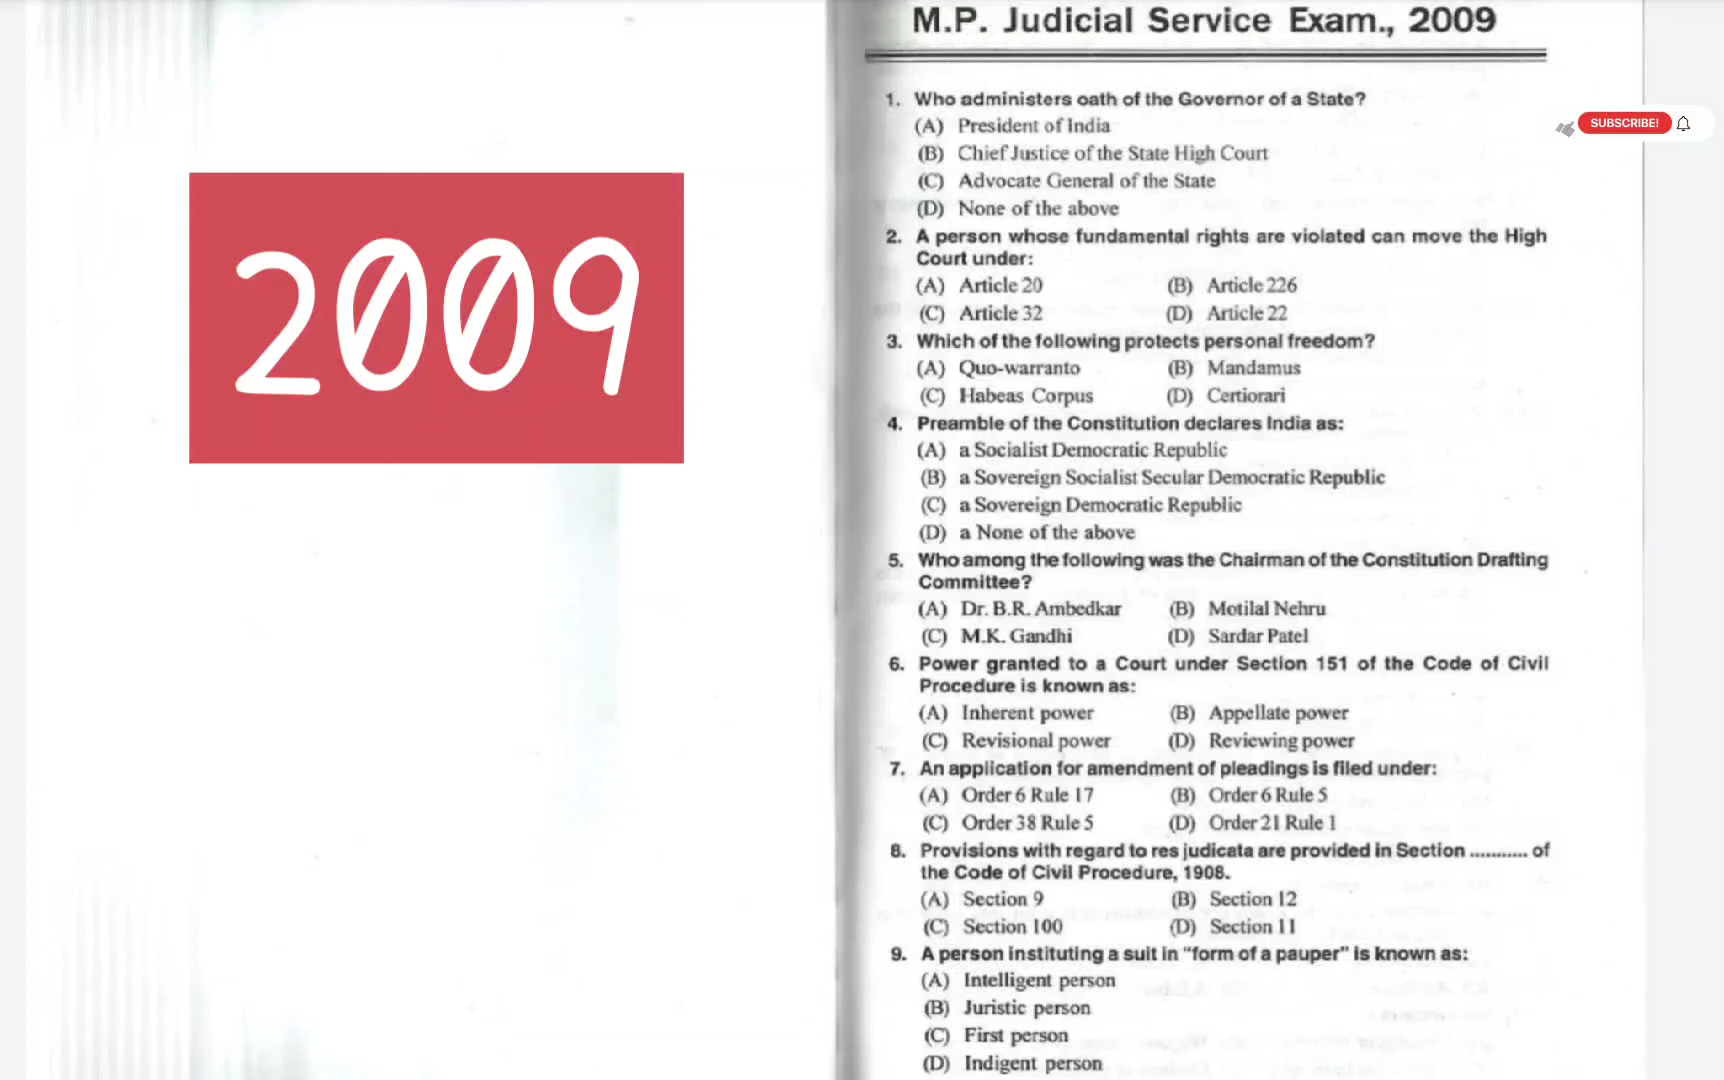 M.P. Judicial Service Exam., 2009
2009
SUBSCRIBE!
1. Who administers oath of the Governor of a State?
(A) President of India
(B) Chief Justice of the State High Court
(C) Advocate General of the State
(D) None of the above
2. A person whose fundamental rights are violated can move the High
Court under:
(A) Article 20 (B) Article 226
(C) Article 32 (D) Article 22
3. Which of the following protects personal freedom?
(A) Quo-warranto (B) Mandamus
(C) Habeas Corpus (D) Certiorari
4. Preamble of the Constitution declares India as:
(A) a Socialist Democratic Republic
(B) a Sovereign Socialist Secular Democratic Republic
(C) a Sovereign Democratic Republic
(D) a None of the above
5. Who among the following was the Chairman of the Constitution Drafting
Committee?
(A) Dr. B.R. Ambedkar (B) Motilal Nehru
(C) M.K. Gandhi (D) Sardar Patel
6. Power granted to a Court under Section 151 of the Code of Civil
Procedure is known as:
(A) Inherent power (B) Appellate power
(C) Revisional power (D) Reviewing power
7. An application for amendment of pleadings is filed under:
(A) Order 6 Rule 17 (B) Order 6 Rule 5
(C) Order 38 Rule 5 (D) Order 21 Rule 1
8. Provisions with regard to res judicata are provided in Section ........... of
the Code of Civil Procedure, 1908.
(A) Section 9 (B) Section 12
(C) Section 100 (D) Section 11
9. A person instituting a suit in "form of a pauper" is known as:
(A) Intelligent person
(B) Juristic person
(C) First person
(D) Indigent person